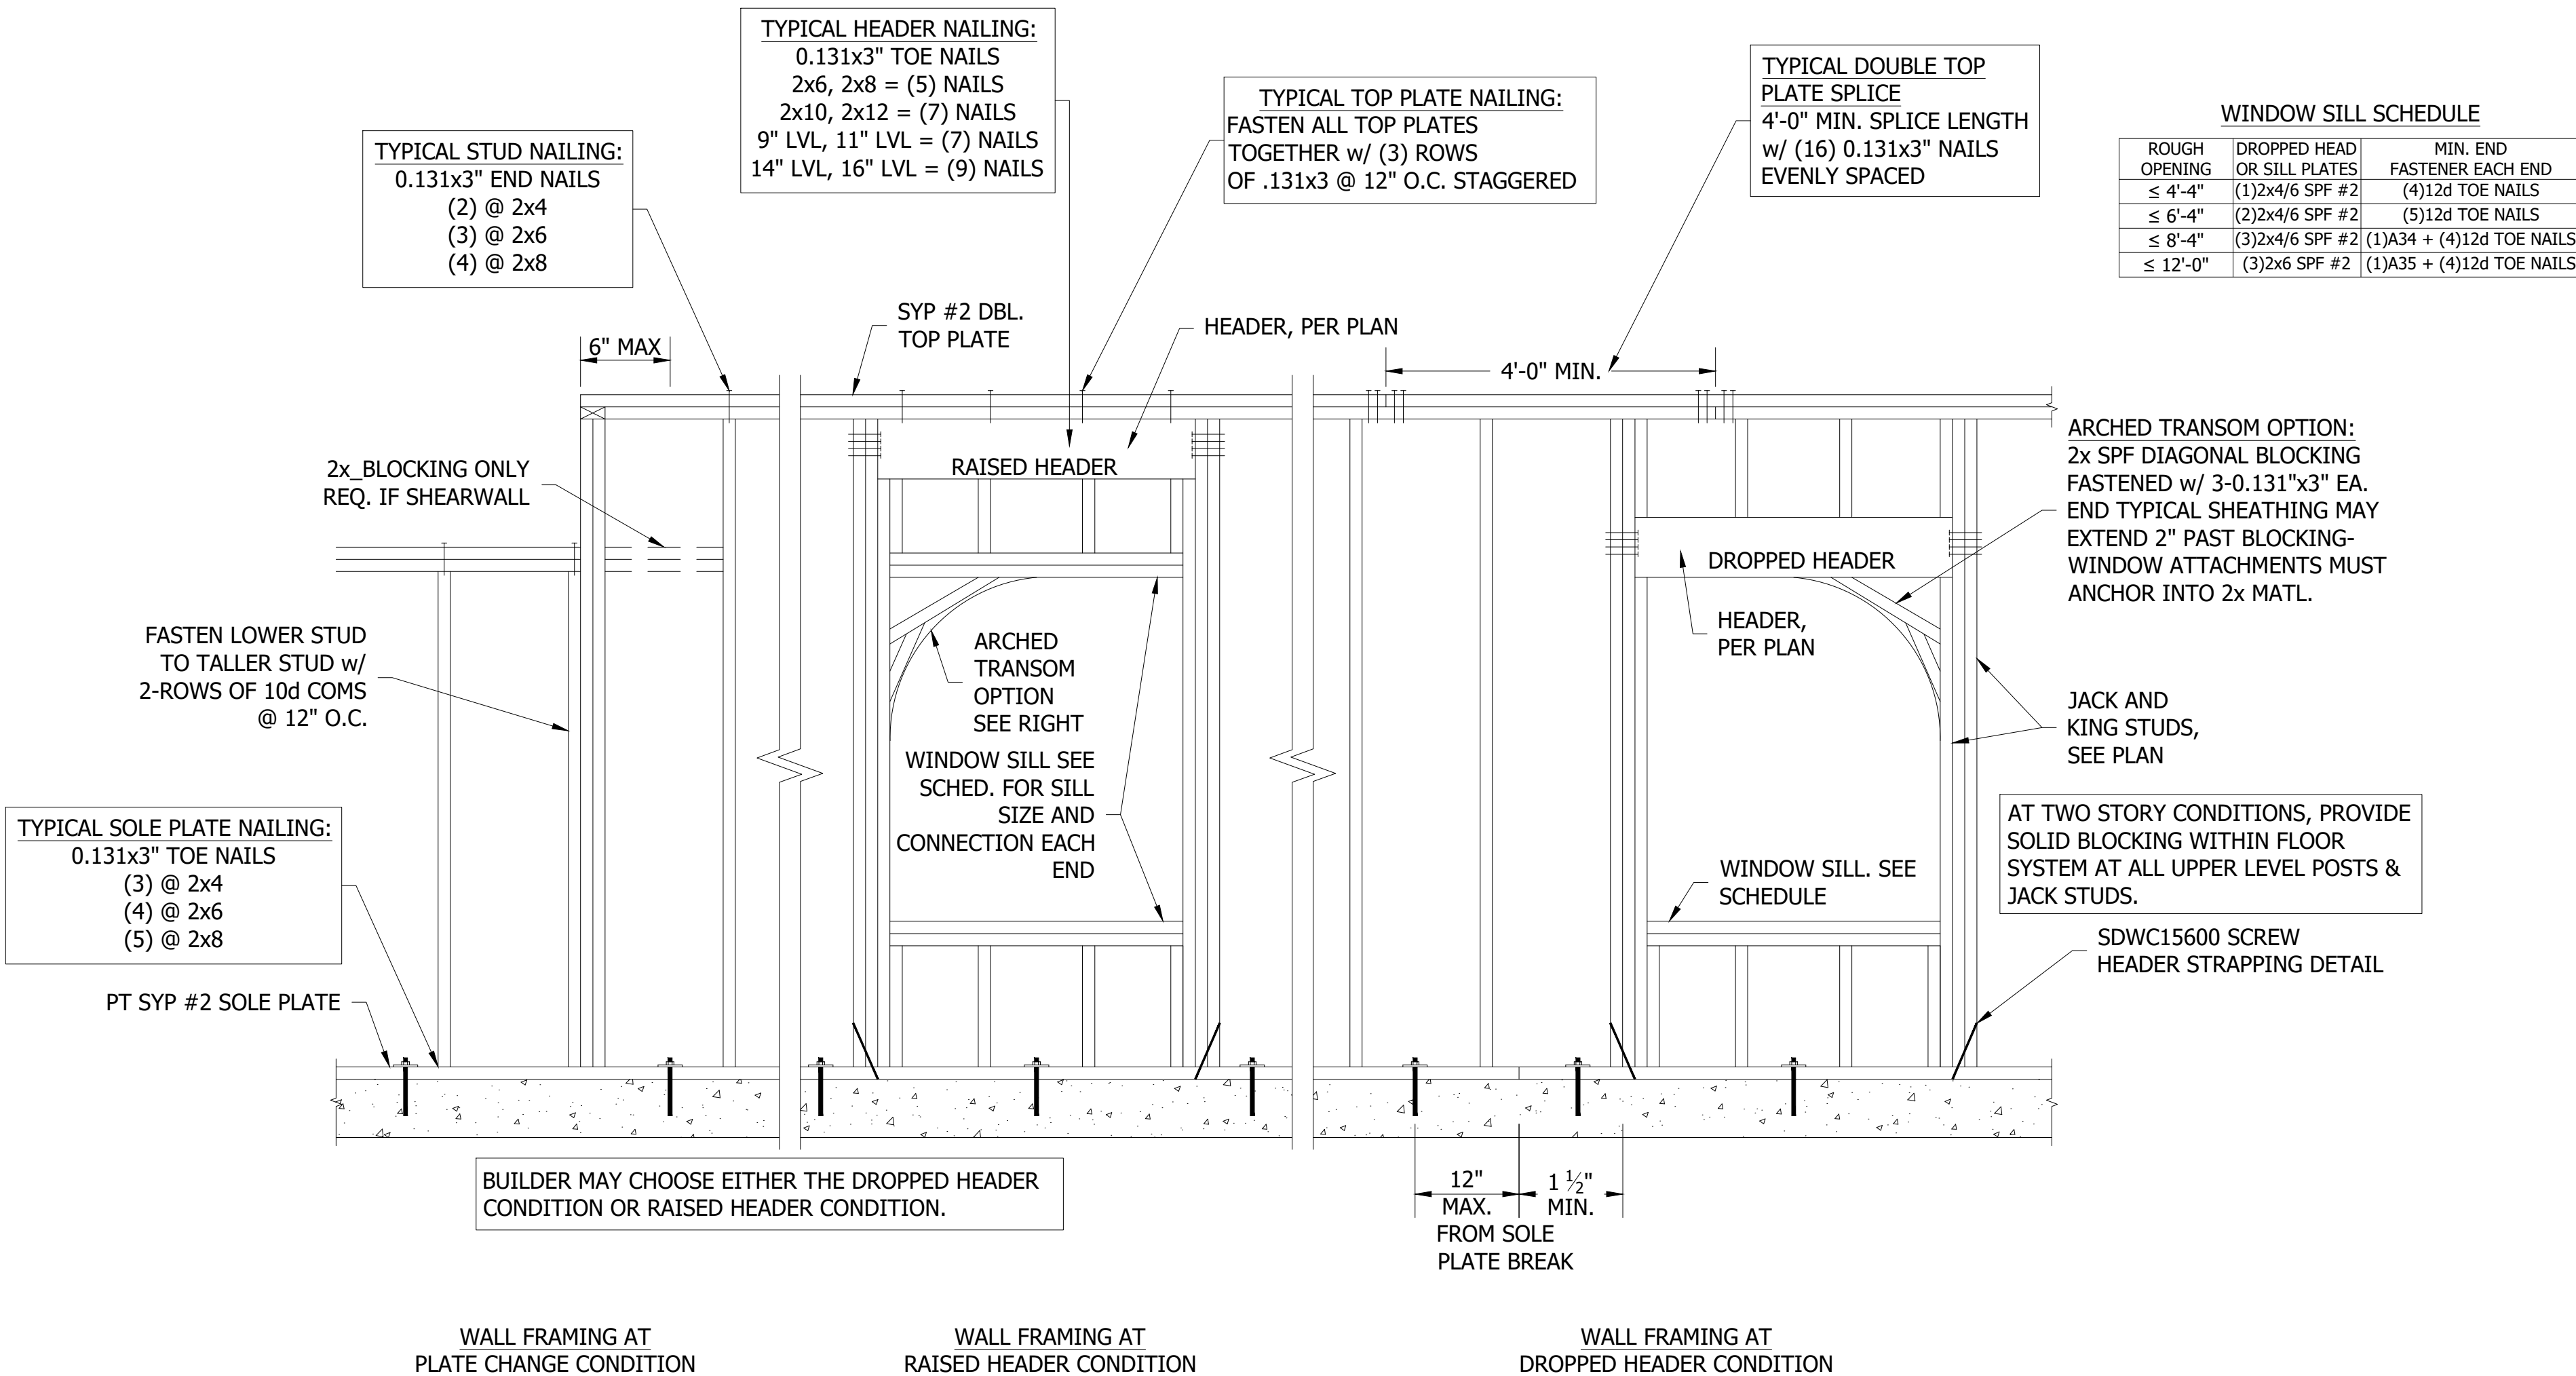 TYPICAL HEADER NAILING:
0.131x3" TOE NAILS
2x6, 2x8 = (5) NAILS
2x10, 2x12 = (7) NAILS
9" LVL, 11" LVL = (7) NAILS
14" LVL, 16" LVL = (9) NAILS
TYPICAL STUD NAILING:
0.131x3" END NAILS
(2) @ 2x4
(3) @ 2x6
(4) @ 2x8
TYPICAL TOP PLATE NAILING:
FASTEN ALL TOP PLATES
TOGETHER w/ (3) ROWS
OF .131x3 @ 12" O.C. STAGGERED
TYPICAL DOUBLE TOP
PLATE SPLICE
4'-0" MIN. SPLICE LENGTH
w/ (16) 0.131x3" NAILS
EVENLY SPACED
WINDOW SILL SCHEDULE
ROUGH OPENING DROPPED HEAD OR SILL PLATES MIN. END FASTENER EACH END
≤ 4'-4" (1)2x4/6 SPF #2 (4)12d TOE NAILS
≤ 6'-4" (2)2x4/6 SPF #2 (5)12d TOE NAILS
≤ 8'-4" (3)2x4/6 SPF #2 (1)A34 + (4)12d TOE NAILS
≤ 12'-0" (3)2x6 SPF #2 (1)A35 + (4)12d TOE NAILS
6" MAX
SYP #2 DBL.
TOP PLATE
HEADER, PER PLAN
4'-0" MIN.
2x_BLOCKING ONLY
REQ. IF SHEARWALL
RAISED HEADER
ARCHED TRANSOM OPTION:
2x SPF DIAGONAL BLOCKING
FASTENED w/ 3-0.131"x3" EA.
END TYPICAL SHEATHING MAY
EXTEND 2" PAST BLOCKING-
WINDOW ATTACHMENTS MUST
ANCHOR INTO 2x MATL.
DROPPED HEADER
HEADER,
PER PLAN
FASTEN LOWER STUD
TO TALLER STUD w/
2-ROWS OF 10d COMS
@ 12" O.C.
ARCHED
TRANSOM
OPTION
SEE RIGHT
WINDOW SILL SEE
SCHED. FOR SILL
SIZE AND
CONNECTION EACH
END
JACK AND
KING STUDS,
SEE PLAN
TYPICAL SOLE PLATE NAILING:
0.131x3" TOE NAILS
(3) @ 2x4
(4) @ 2x6
(5) @ 2x8
AT TWO STORY CONDITIONS, PROVIDE
SOLID BLOCKING WITHIN FLOOR
SYSTEM AT ALL UPPER LEVEL POSTS &
JACK STUDS.
WINDOW SILL. SEE
SCHEDULE
SDWC15600 SCREW
HEADER STRAPPING DETAIL
PT SYP #2 SOLE PLATE
BUILDER MAY CHOOSE EITHER THE DROPPED HEADER
CONDITION OR RAISED HEADER CONDITION.
12"
MAX.
FROM SOLE
PLATE BREAK
1 ½"
MIN.
WALL FRAMING AT
PLATE CHANGE CONDITION
WALL FRAMING AT
RAISED HEADER CONDITION
WALL FRAMING AT
DROPPED HEADER CONDITION